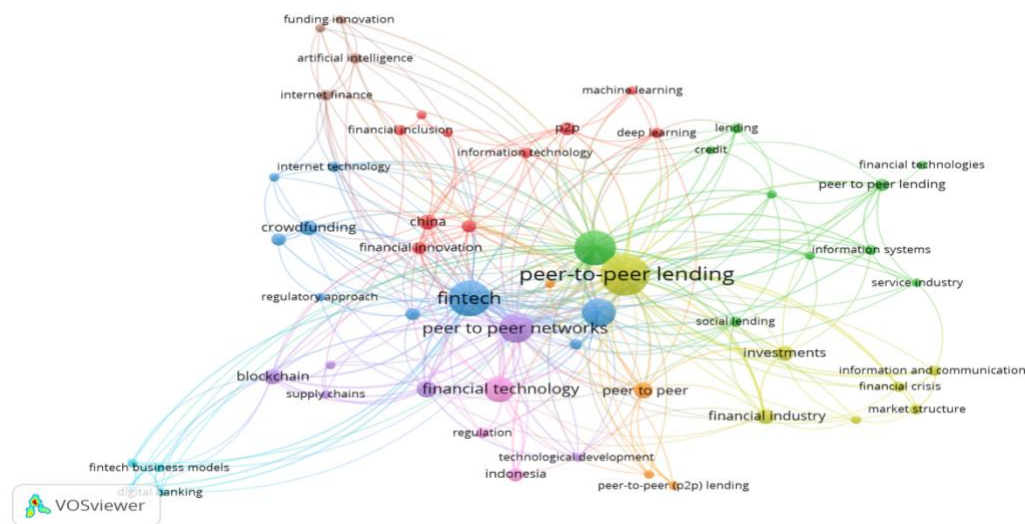 funding innovation
artificial intelligence
internet finance
machine learning
financial inclusion
p2p
deep learning
lending
information technology
credit
internet technology
financial technologies
peer to peer lending
china
crowdfunding
financial innovation
information systems
peer-to-peer lending
service industry
fintech
regulatory approach
peer to peer networks
social lending
investments
information and communication
blockchain
financial crisis
supply chains
financial technology
peer to peer
market structure
financial industry
regulation
technological development
fintech business models
indonesia
peer-to-peer (p2p) lending
digital banking
VOSviewer